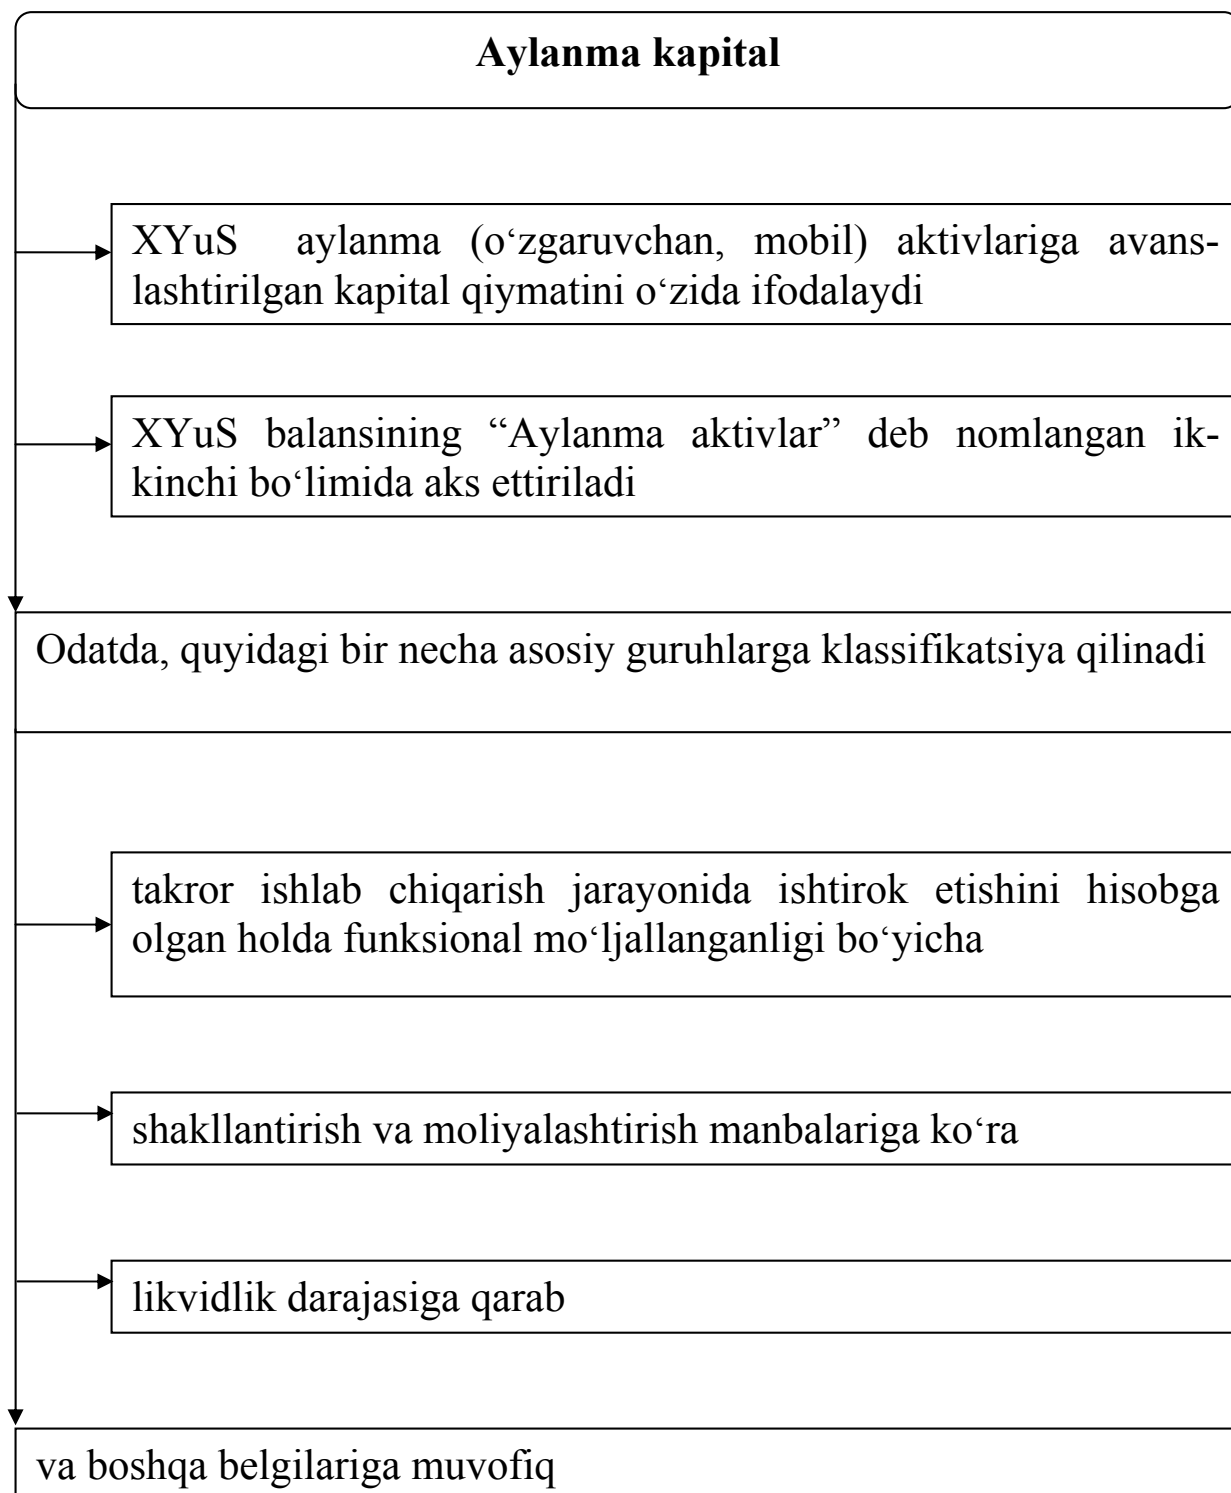 Aylanma kapital
XYuS aylanma (o‘zgaruvchan, mobil) aktivlariga avans-
lashtirilgan kapital qiymatini o‘zida ifodalaydi
XYuS balansining “Aylanma aktivlar” deb nomlangan ik-
kinchi bo‘limida aks ettiriladi
Odatda, quyidagi bir necha asosiy guruhlarga klassifikatsiya qilinadi
takror ishlab chiqarish jarayonida ishtirok etishini hisobga
olgan holda funksional mo‘ljallanganligi bo‘yicha
shakllantirish va moliyalashtirish manbalariga ko‘ra
likvidlik darajasiga qarab
va boshqa belgilariga muvofiq